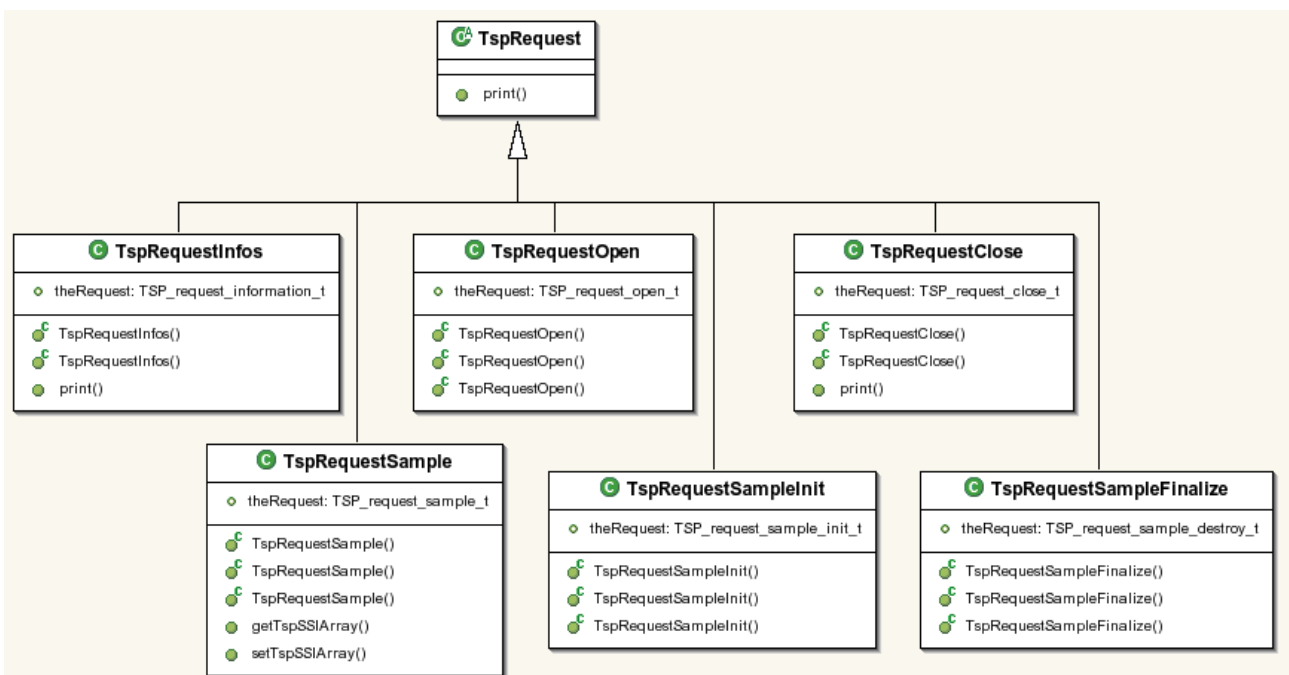 TspRequest
print()
TspRequestInfos
theRequest: TSP_request_information_t
TspRequestInfos()
TspRequestInfos()
print()
TspRequestOpen
theRequest: TSP_request_open_t
TspRequestOpen()
TspRequestOpen()
TspRequestOpen()
TspRequestClose
theRequest: TSP_request_close_t
TspRequestClose()
TspRequestClose()
print()
TspRequestSample
theRequest: TSP_request_sample_t
TspRequestSample()
TspRequestSample()
TspRequestSample()
getTspSSIArray()
setTspSSIArray()
TspRequestSampleInit
theRequest: TSP_request_sample_init_t
TspRequestSampleInit()
TspRequestSampleInit()
TspRequestSampleInit()
TspRequestSampleFinalize
theRequest: TSP_request_sample_destroy_t
TspRequestSampleFinalize()
TspRequestSampleFinalize()
TspRequestSampleFinalize()